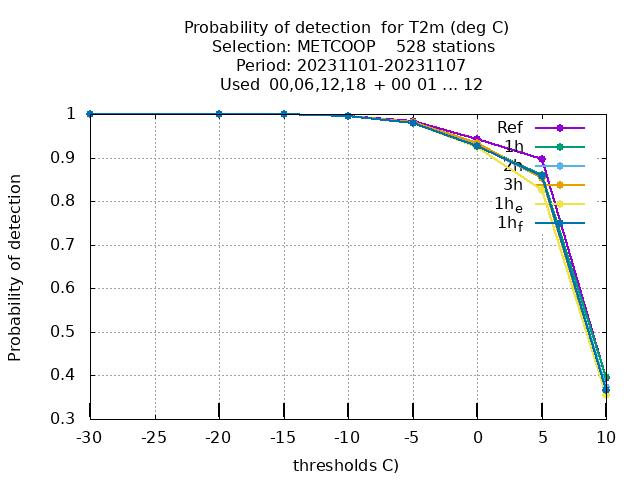 Probability of detection  for T2m (deg C)
Selection: METCOOP    528 stations
Period: 20231101-20231107
Used  00,06,12,18  + 00 01 ... 12
Probability of detection
1
0.9
0.8
0.7
0.6
0.5
0.4
0.3
Ref
1h
2h
3h
1h_e
1h_f
-30 -25 -20 -15 -10 -5 0 5 10
thresholds C)